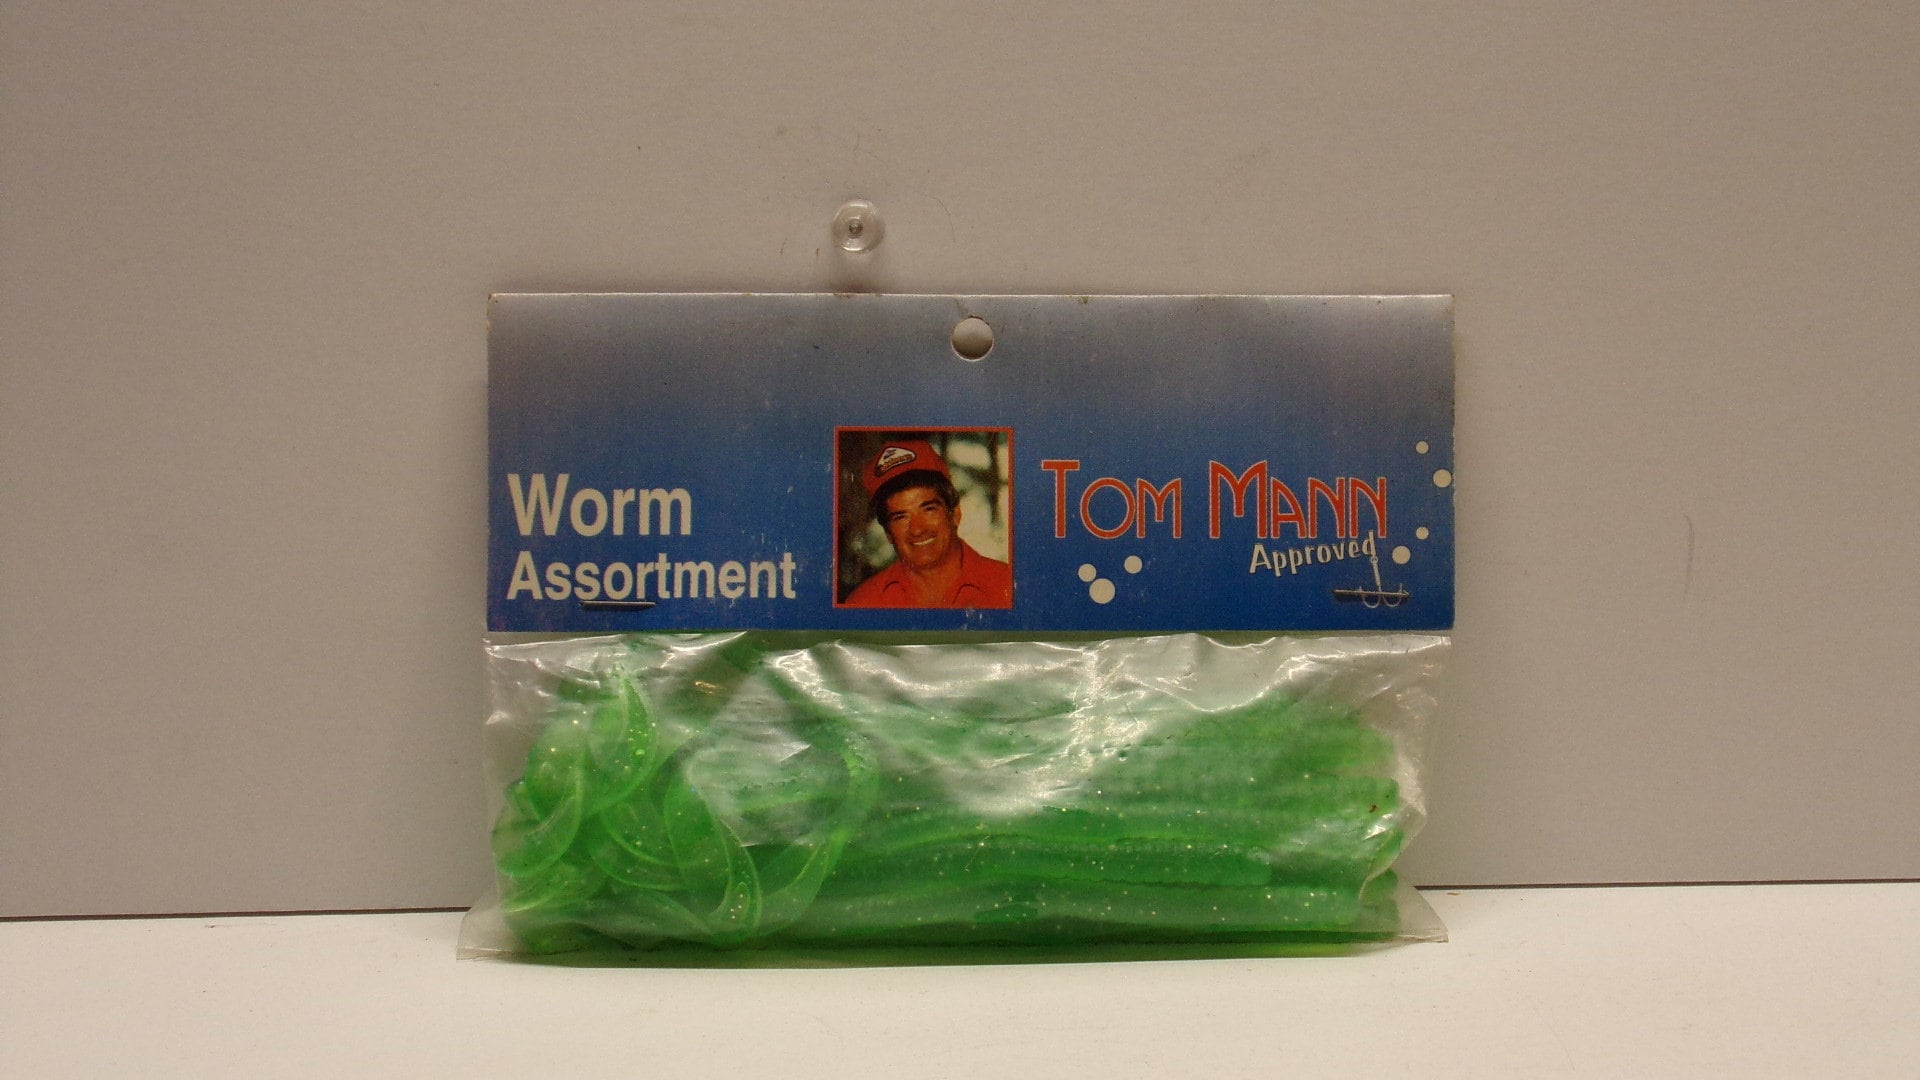 Worm
Assortment
Tom Mann
Approved